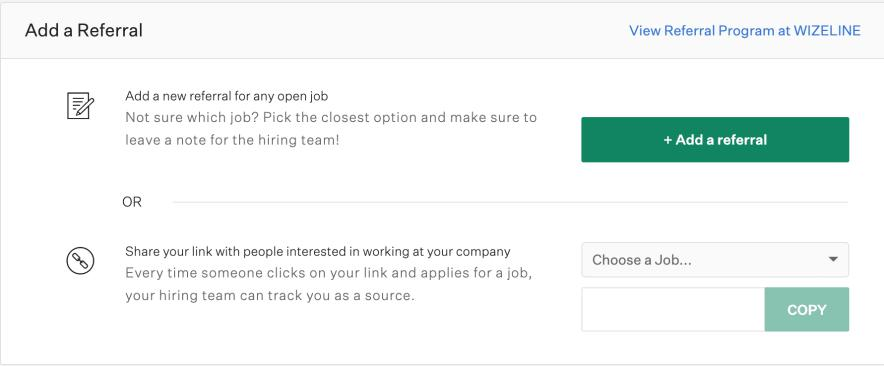 Add a Referral
View Referral Program at WIZELINE
Add a new referral for any open job
Not sure which job? Pick the closest option and make sure to
leave a note for the hiring team!
+ Add a referral
OR
Share your link with people interested in working at your company
Every time someone clicks on your link and applies for a job,
your hiring team can track you as a source.
Choose a Job...
COPY